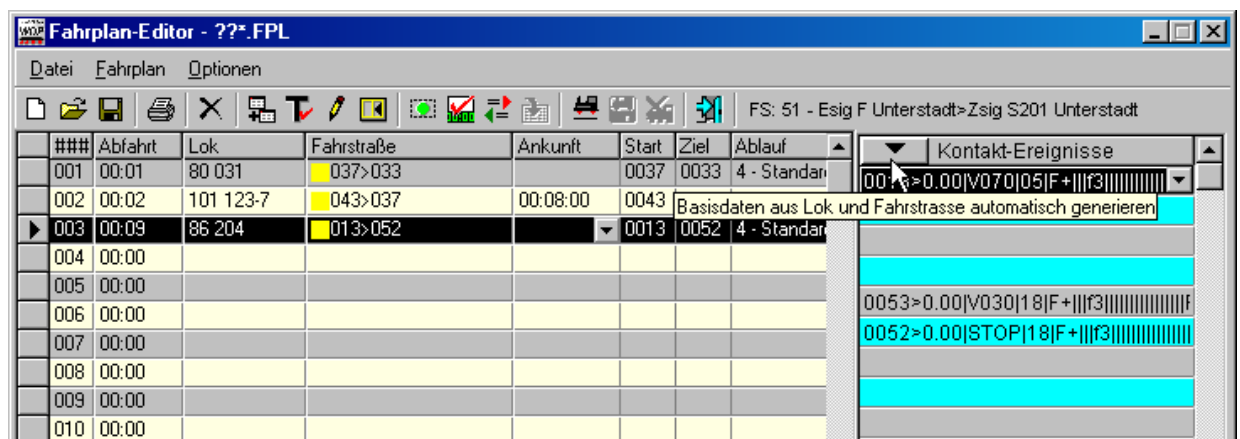 Fahrplan-Editor - ??*.FPL
Datei Fahrplan Optionen
FS: 51 - Esig F Unterstadt>Zsig S201 Unterstadt
### Abfahrt Lok Fahrstraße Ankunft Start Ziel Ablauf
Kontakt-Ereignisse
001 00:01 80 031 037>033 0037 0033 4 - Standar
002 00:02 101 123-7 043>037 00:08:00 0043
Basisdaten aus Lok und Fahrstrasse automatisch generieren
003 00:09 86 204 013>052 0013 0052 4 - Standar
004 00:00
005 00:00
0053>0.00|V030|18|F+|||f3||||||||||||||||F
006 00:00
0052>0.00|STOP|18|F+|||f3||||||||||||||||
007 00:00
008 00:00
009 00:00
010 00:00